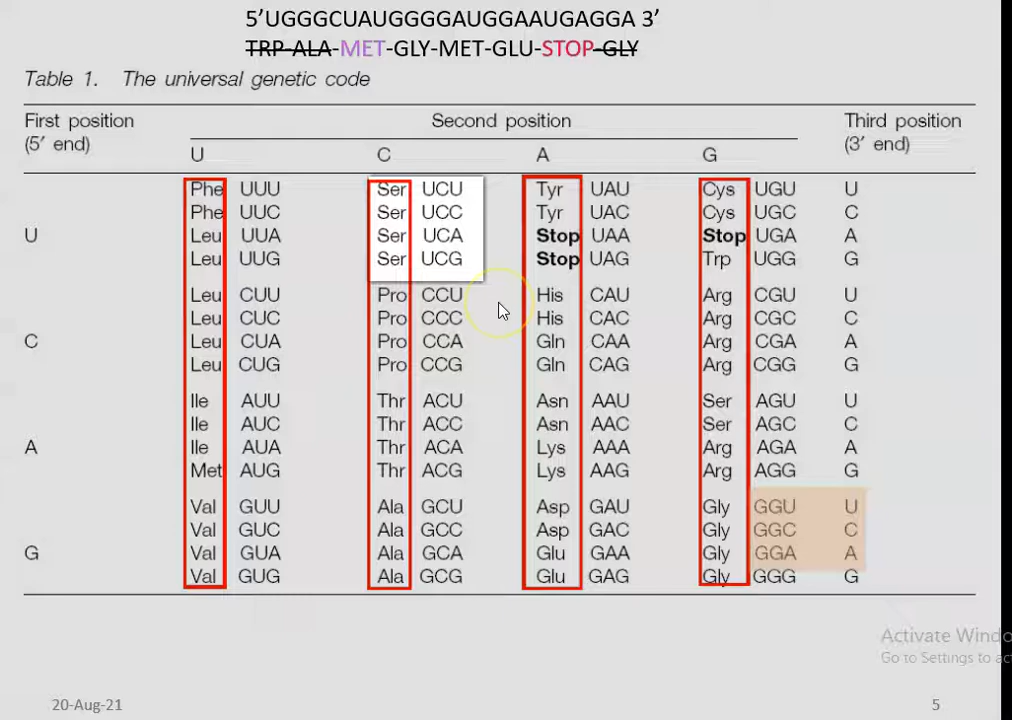 5’UGGGCUAUGGGGAUGGAAUGAGGA 3’
TRP-ALA-MET-GLY-MET-GLU-STOP-GLY
Table 1. The universal genetic code
First position Second position Third position
(5′ end) (3′ end)
U C A G
Phe UUU Ser UCU Tyr UAU Cys UGU U
Phe UUC Ser UCC Tyr UAC Cys UGC C
U Leu UUA Ser UCA Stop UAA Stop UGA A
Leu UUG Ser UCG Stop UAG Trp UGG G
Leu CUU Pro CCU His CAU Arg CGU U
Leu CUC Pro CCC His CAC Arg CGC C
C Leu CUA Pro CCA Gln CAA Arg CGA A
Leu CUG Pro CCG Gln CAG Arg CGG G
Ile AUU Thr ACU Asn AAU Ser AGU U
Ile AUC Thr ACC Asn AAC Ser AGC C
A Ile AUA Thr ACA Lys AAA Arg AGA A
Met AUG Thr ACG Lys AAG Arg AGG G
Val GUU Ala GCU Asp GAU Gly GGU U
Val GUC Ala GCC Asp GAC Gly GGC C
G Val GUA Ala GCA Glu GAA Gly GGA A
Val GUG Ala GCG Glu GAG Gly GGG G
Activate Windo
Go to Settings to ac
20-Aug-21 5